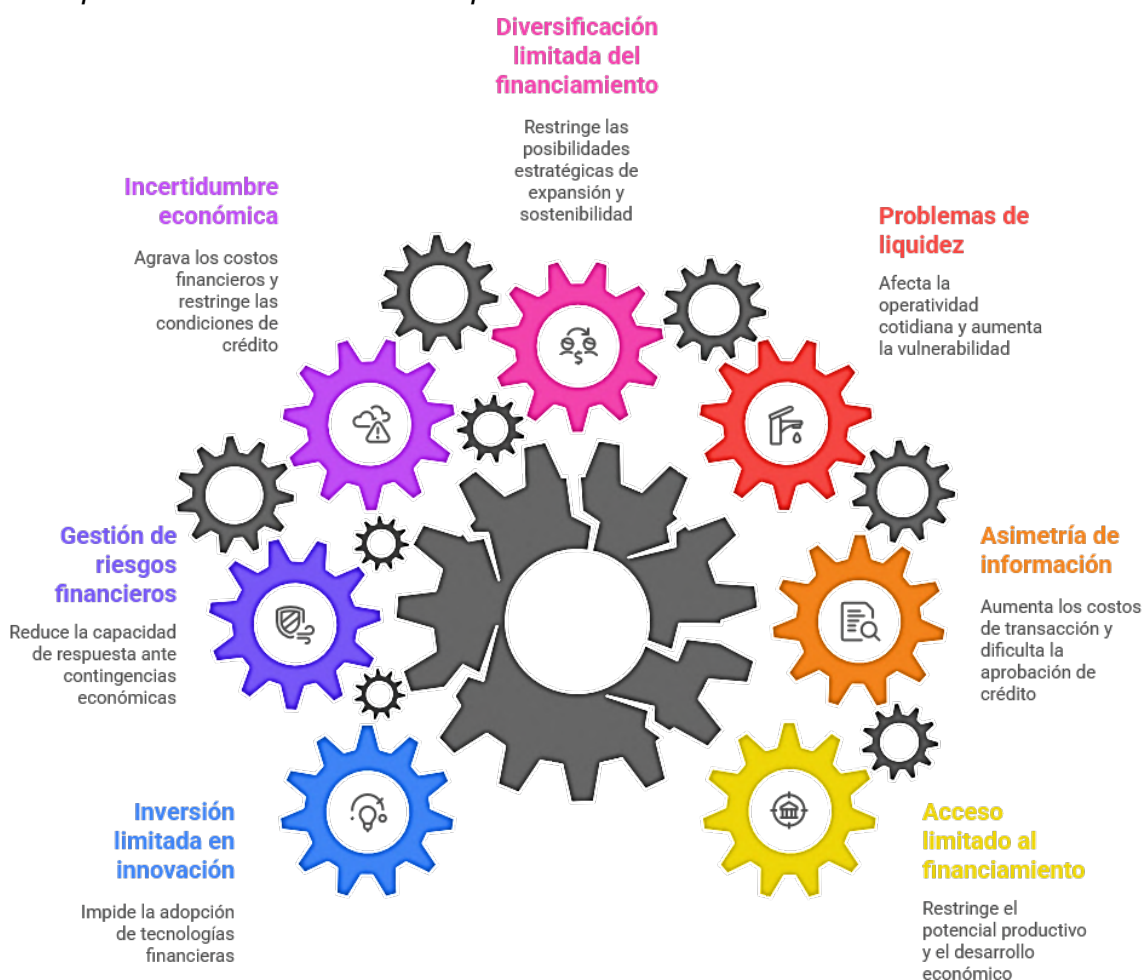 Diversificación
limitada del
financiamiento
Restringe las
posibilidades
estratégicas de
expansión y
sostenibilidad
Incertidumbre
económica
Agrava los costos
financieros y
restringe las
condiciones de
crédito
Problemas de
liquidez
Afecta la
operatividad
cotidiana y aumenta
la vulnerabilidad
Gestión de
riesgos
financieros
Reduce la capacidad
de respuesta ante
contingencias
económicas
Asimetría de
información
Aumenta los costos
de transacción y
dificulta la
aprobación de
crédito
Inversión
limitada en
innovación
Impide la adopción
de tecnologías
financieras
Acceso
limitado al
financiamiento
Restringe el
potencial productivo
y el desarrollo
económico